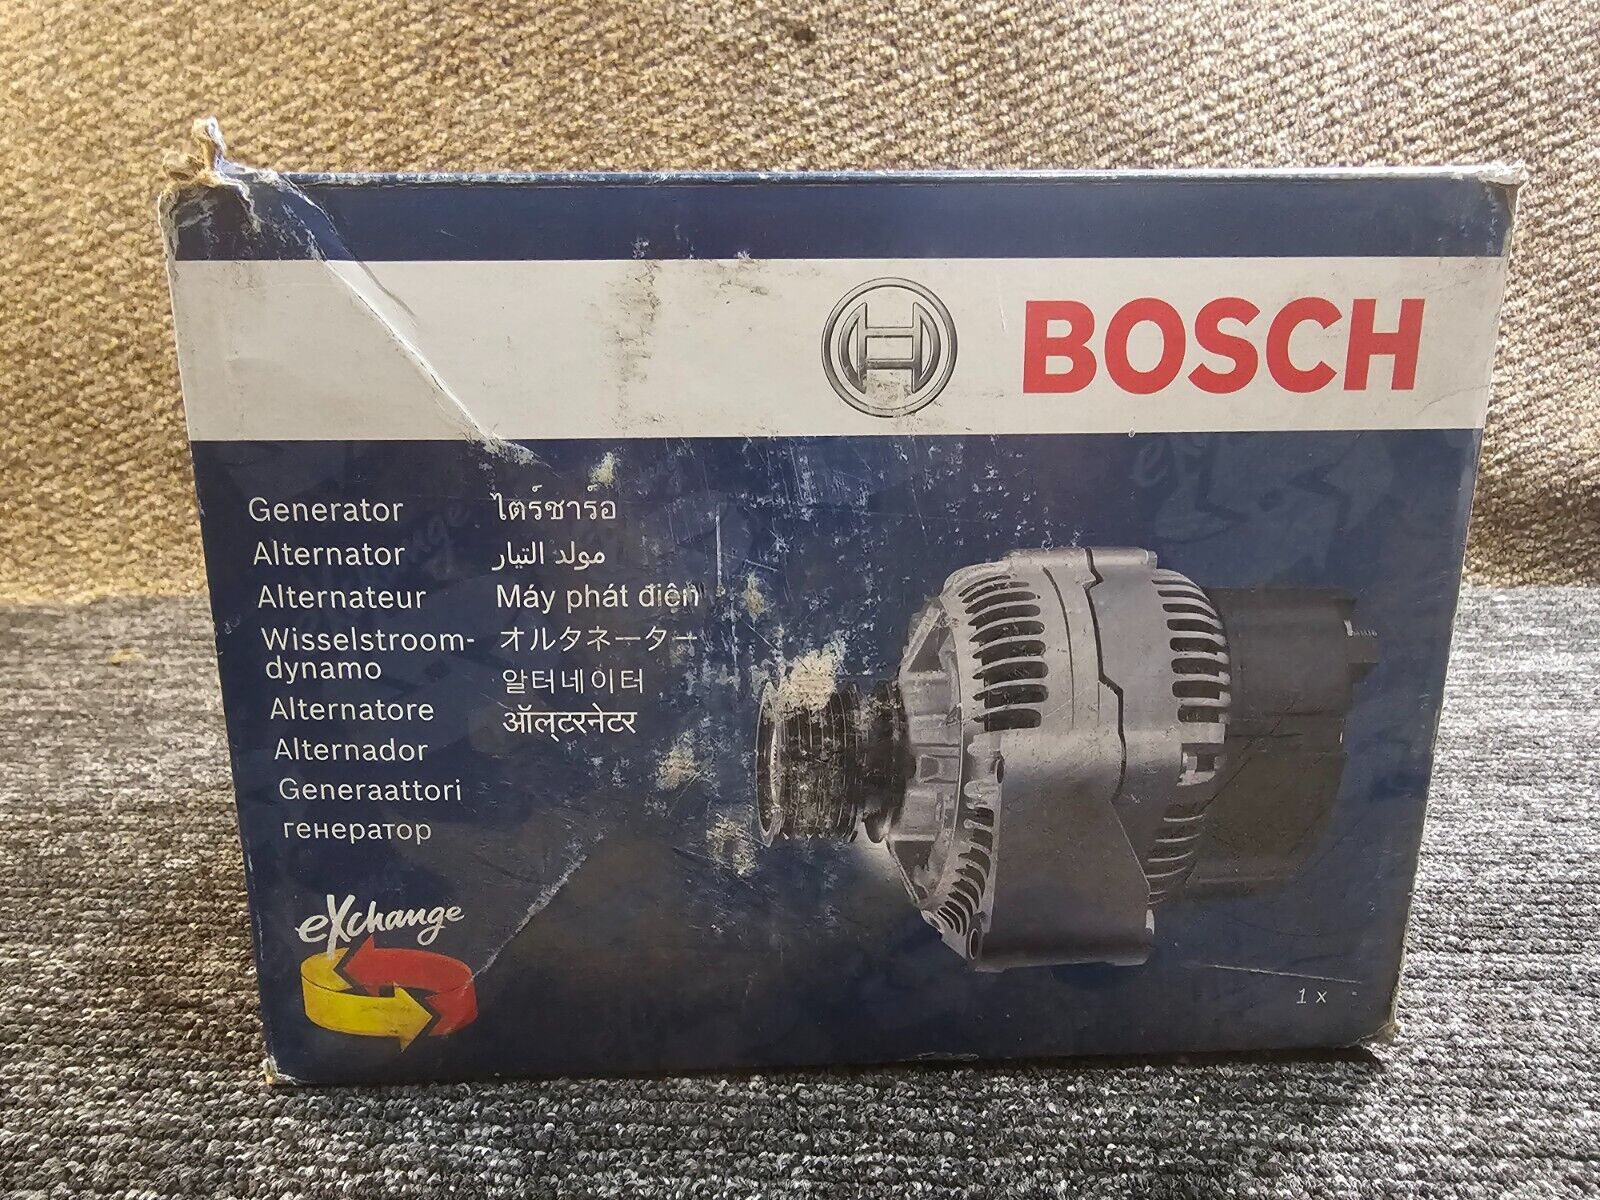 BOSCH
Generator
Alternator
Alternateur
Wisselstroom-
dynamo
Alternatore
Alternador
Generaattori
генератор
ไดร์ชาร์จ
مولد التيار
Máy phát điện
オルタネーター
알터네이터
ऑल्टरनेटर
eXchange
1 x